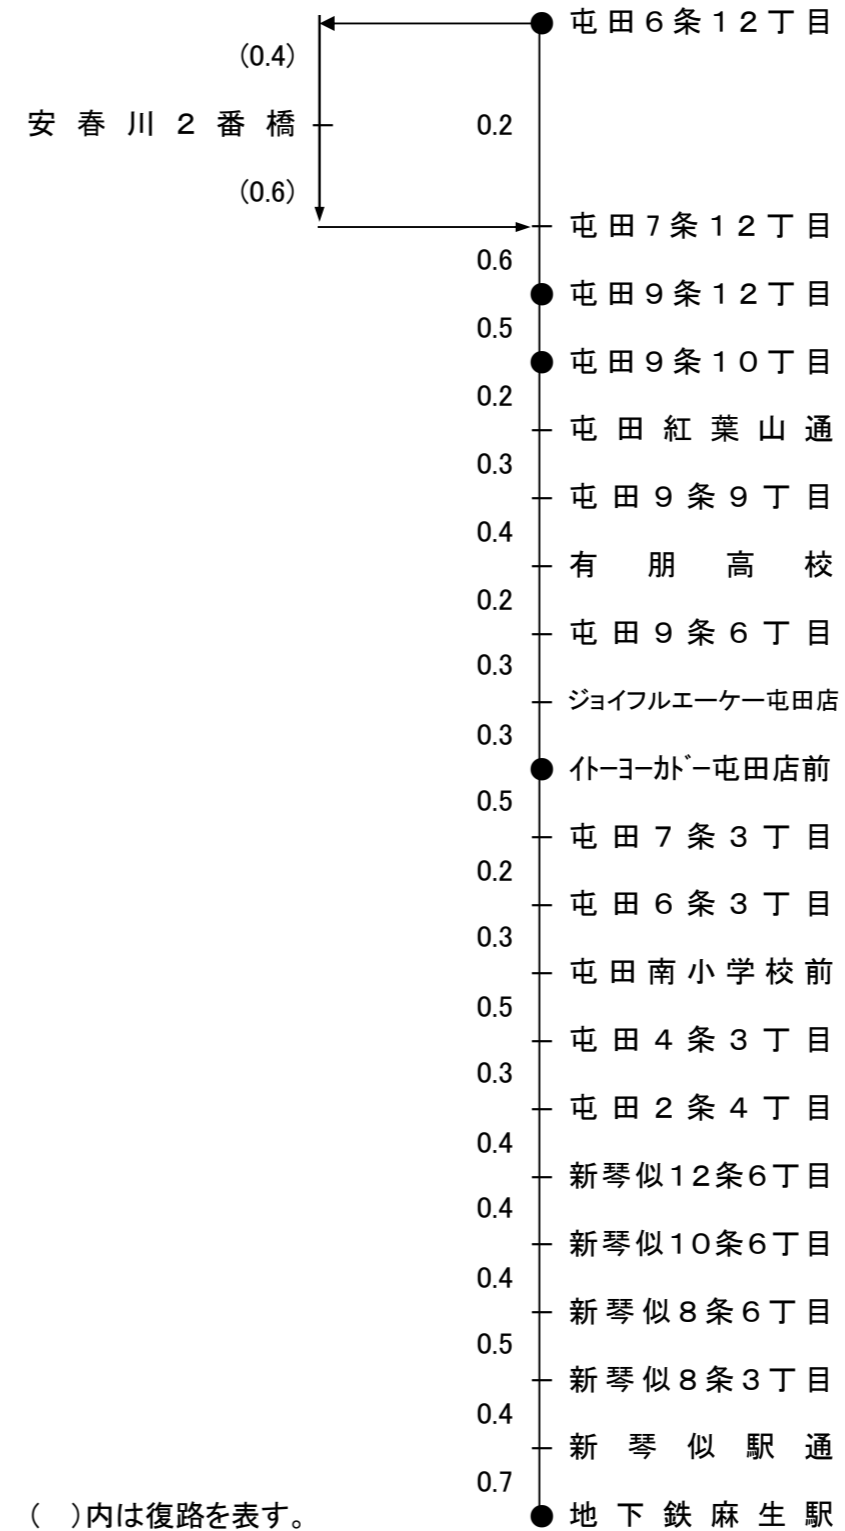 屯田６条１２丁目
(0.4)
安春川２番橋
0.2
(0.6)
屯田７条１２丁目
0.6
屯田９条１２丁目
0.5
屯田９条１０丁目
0.2
屯田紅葉山通
0.3
屯田９条９丁目
0.4
有朋高校
0.2
屯田９条６丁目
0.3
ジョイフルエーケー屯田店
0.3
ｲﾄｰﾖｰｶﾄﾞｰ屯田店前
0.5
屯田７条３丁目
0.2
屯田６条３丁目
0.3
屯田南小学校前
0.5
屯田４条３丁目
0.3
屯田２条４丁目
0.4
新琴似１２条６丁目
0.4
新琴似１０条６丁目
0.4
新琴似８条６丁目
0.5
新琴似８条３丁目
0.4
新琴似駅通
0.7
地下鉄麻生駅
（　）内は復路を表す。